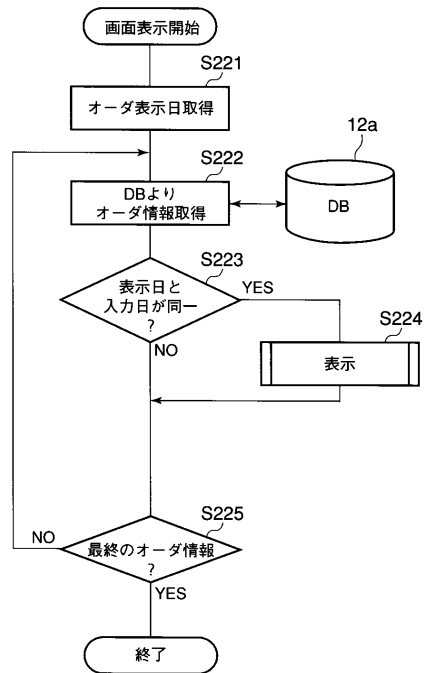 画面表示開始
S221
オーダ表示日取得
S222
DBより
オーダ情報取得
12a
DB
S223
表示日と
入力日が同一
?
YES
NO
S224
表示
S225
最終のオーダ情報
?
NO
YES
終了